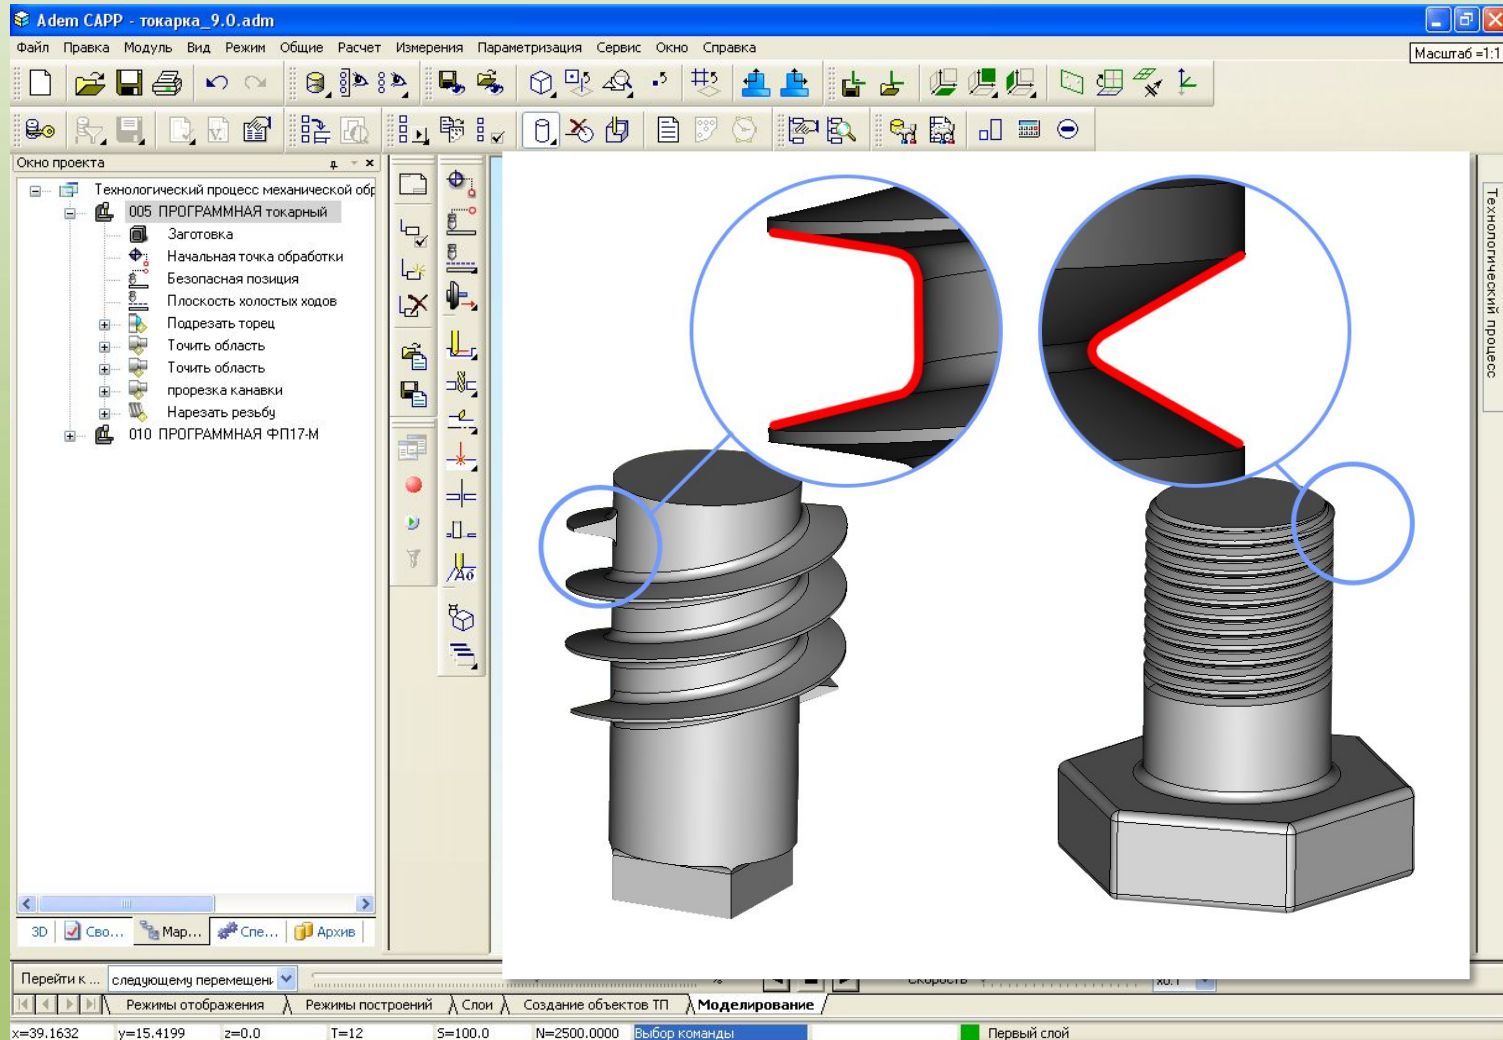 Adem CAPP - токарка_9.0.adm
Файл Правка Модуль Вид Режим Общие Расчет Измерения Параметризация Сервис Окно Справка
Масштаб =1:1
Окно проекта
Технологический процесс механической обр
005 ПРОГРАММНАЯ токарный
Заготовка
Начальная точка обработки
Безопасная позиция
Плоскость холостых ходов
Подрезать торец
Точить область
Точить область
прорезка канавки
Нарезать резьбу
010 ПРОГРАММНАЯ ФП17-М
Технологический процесс
3D Сво... Мар... Спе... Архив
Перейти к ... следующему перемещень % Скорость x0.1
Режимы отображения Режимы построений Слои Создание объектов ТП Моделирование
x=39.1632 y=15.4199 z=0.0 T=12 S=100.0 N=2500.0000 Выбор команды Первый слой